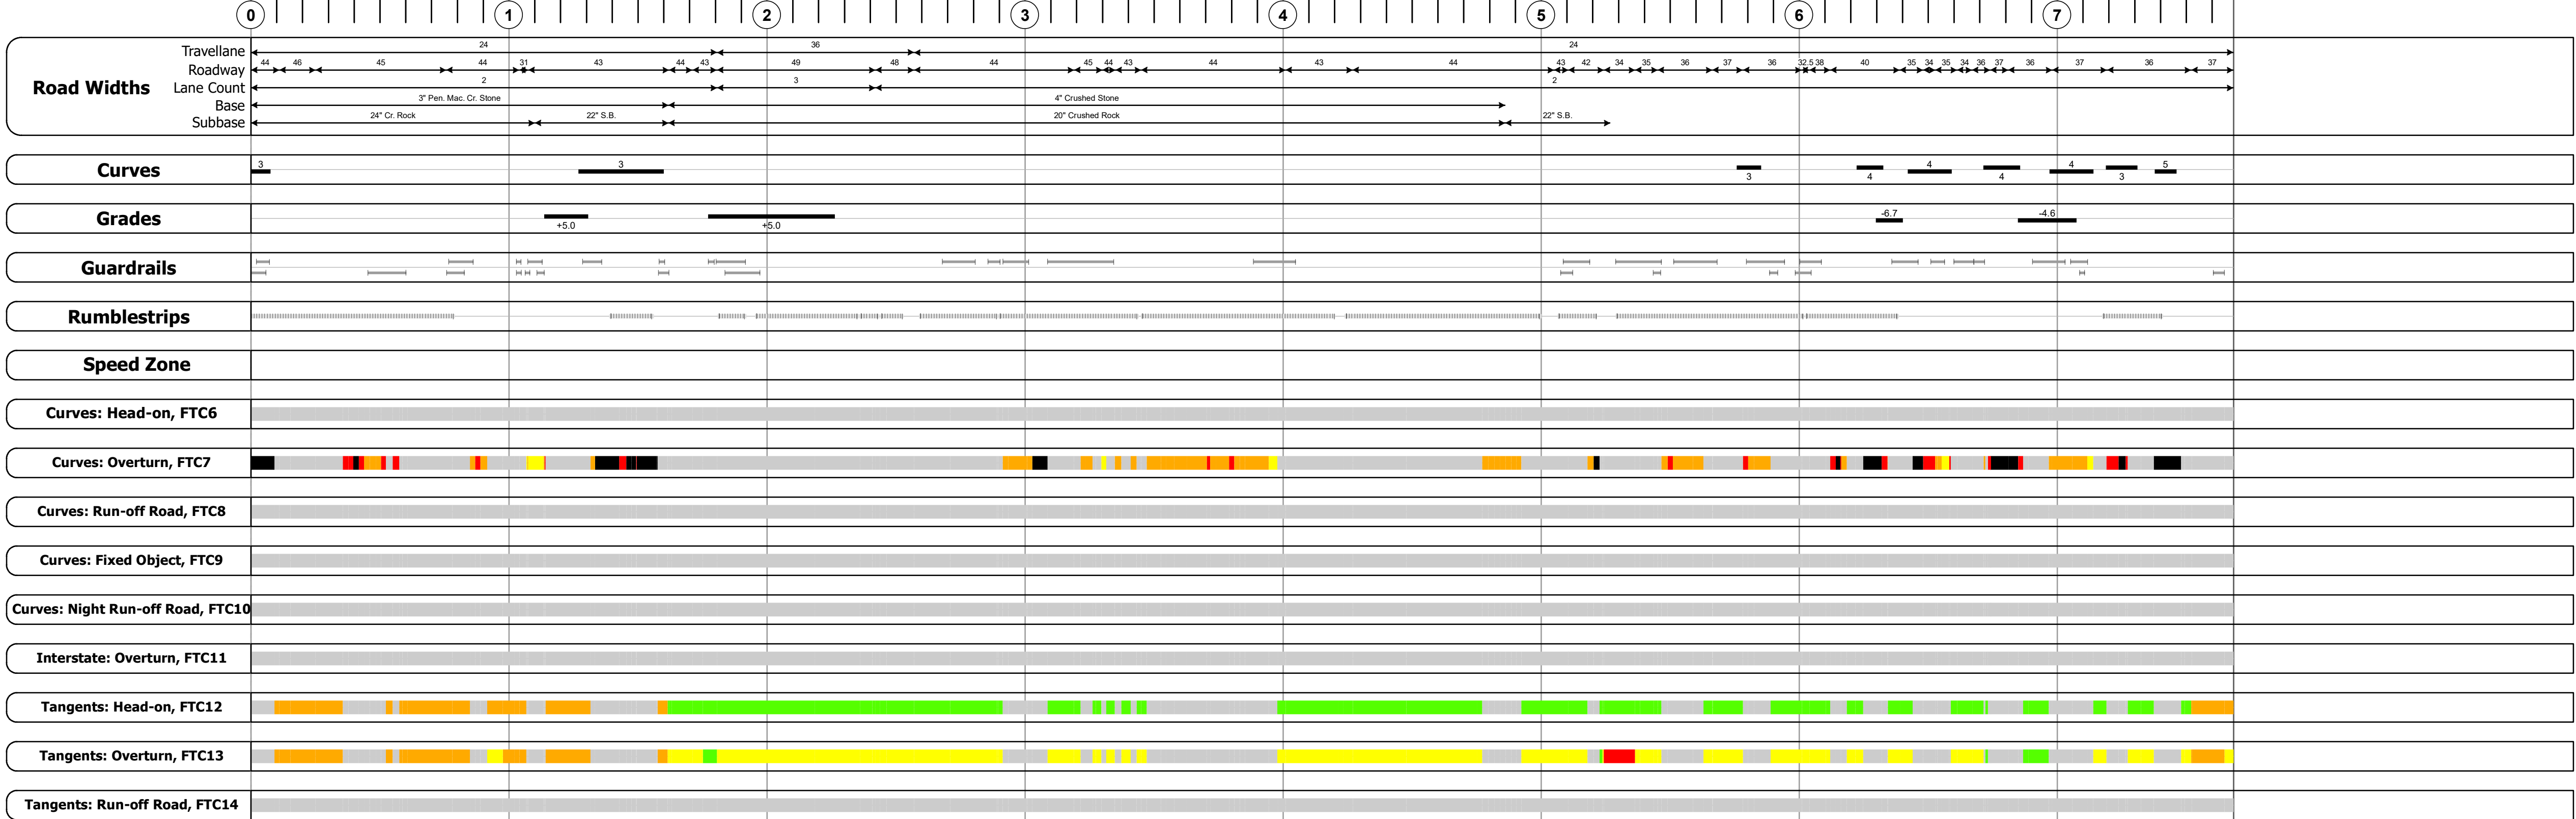 0 1 2 3 4 5 6 7
24 36 24
Travellane
44 46 45 44 31 43 44 43 49 48 44 45 44 43 44 43 44 43 42 34 35 36 37 36 32.5 38 40 35 34 35 34 36 37 36 37 36 37
Roadway
2 3 2
Road Widths
Lane Count
3" Pen. Mac. Cr. Stone 4" Crushed Stone
Base
24" Cr. Rock 22" S.B. 20" Crushed Rock 22" S.B.
Subbase
3 3 4 4 5
Curves
3 4 4 3
-6.7 -4.6
Grades
+5.0 +5.0
Guardrails
Rumblestrips
Speed Zone
Curves: Head-on, FTC6
Curves: Overturn, FTC7
Curves: Run-off Road, FTC8
Curves: Fixed Object, FTC9
Curves: Night Run-off Road, FTC10
Interstate: Overturn, FTC11
Tangents: Head-on, FTC12
Tangents: Overturn, FTC13
Tangents: Run-off Road, FTC14